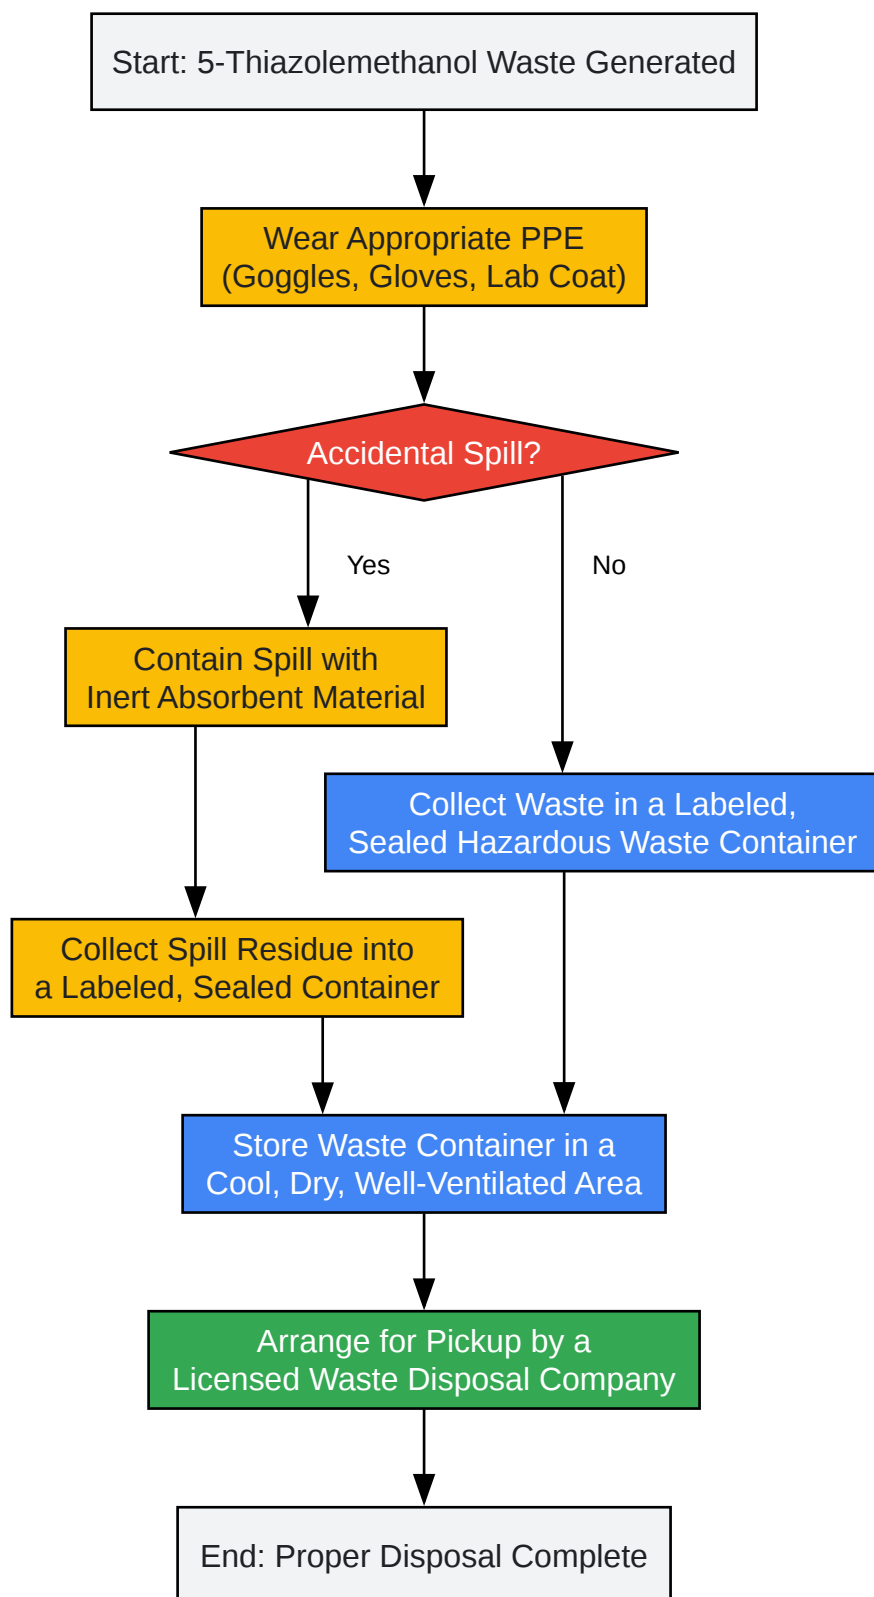 Start: 5-Thiazolemethanol Waste Generated
Wear Appropriate PPE
(Goggles, Gloves, Lab Coat)
Accidental Spill?
Yes
No
Contain Spill with
Inert Absorbent Material
Collect Waste in a Labeled,
Sealed Hazardous Waste Container
Collect Spill Residue into
a Labeled, Sealed Container
Store Waste Container in a
Cool, Dry, Well-Ventilated Area
Arrange for Pickup by a
Licensed Waste Disposal Company
End: Proper Disposal Complete